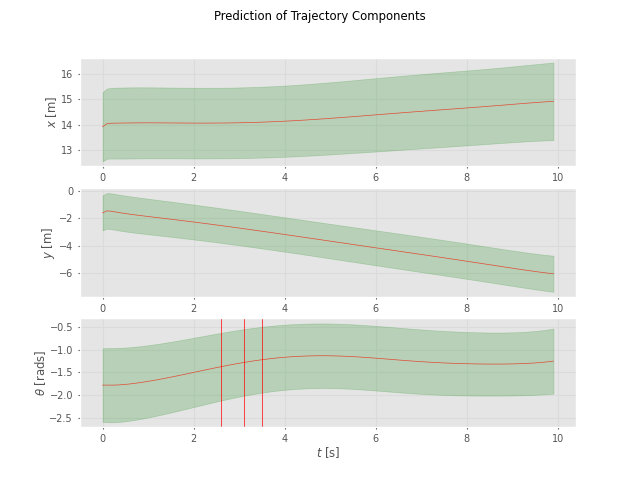 Prediction of Trajectory Components
16
15
14
13
x [m]
0 2 4 6 8 10
0
−2
−4
−6
y [m]
0 2 4 6 8 10
−0.5
−1.0
−1.5
−2.0
−2.5
θ [rads]
0 2 4 6 8 10
t [s]